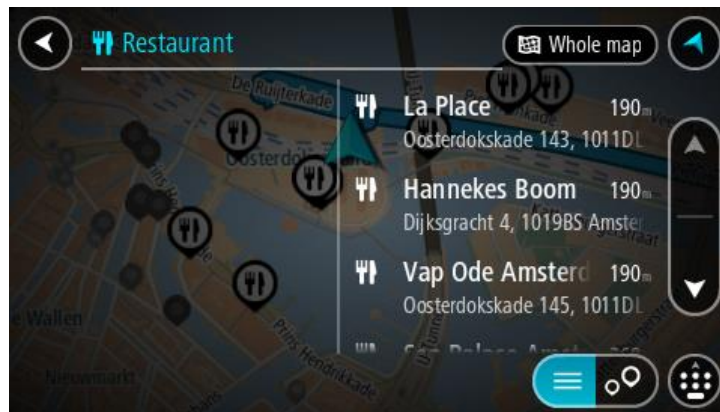 Restaurant
Whole map
De Ruijterkade
La Place 190m
Oosterdokskade 143, 1011DL
Hannekes Boom 190m
Dijksgracht 4, 1019BS Amster
Vap Ode Amsterd 190m
Oosterdokskade 145, 1011DL
Prins Hendrikkade
Nieuwmarkt
e Wallen